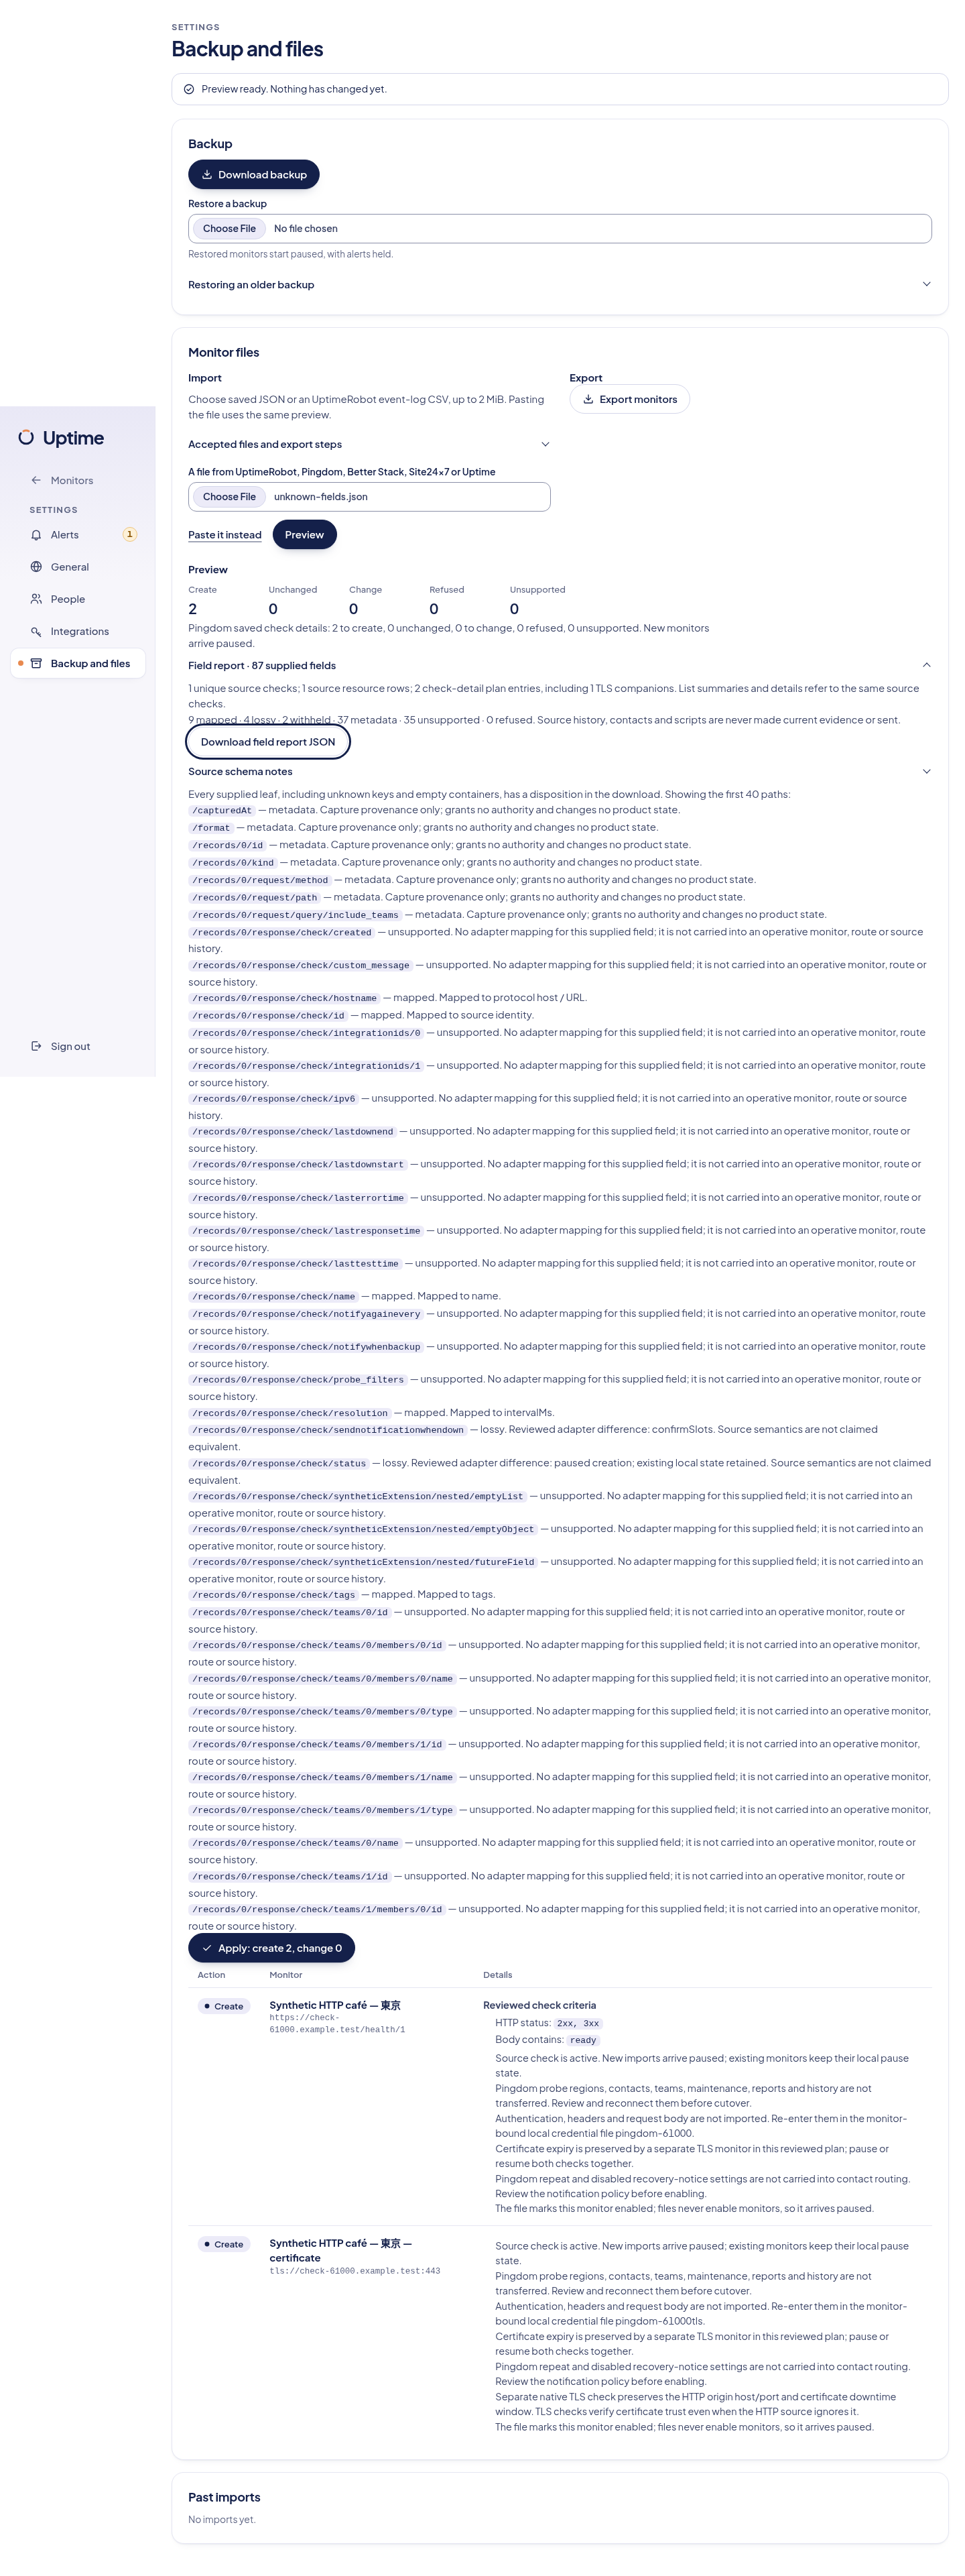 SETTINGS
Backup and files
Preview ready. Nothing has changed yet.
Backup
Download backup
Restore a backup
Choose File No file chosen
Restored monitors start paused, with alerts held.
Restoring an older backup
Monitor files
Import
Choose saved JSON or an UptimeRobot event-log CSV, up to 2 MiB. Pasting
the file uses the same preview.
Export
Export monitors
Accepted files and export steps
A file from UptimeRobot, Pingdom, Better Stack, Site24×7 or Uptime
Choose File unknown-fields.json
Paste it instead Preview
Uptime
Monitors
SETTINGS
Alerts 1
General
People
Integrations
Backup and files
Sign out
Preview
Create Unchanged Change Refused Unsupported
2 0 0 0 0
Pingdom saved check details: 2 to create, 0 unchanged, 0 to change, 0 refused, 0 unsupported. New monitors
arrive paused.
Field report · 87 supplied fields
1 unique source checks; 1 source resource rows; 2 check-detail plan entries, including 1 TLS companions. List summaries and details refer to the same source
checks.
9 mapped · 4 lossy · 2 withheld · 37 metadata · 35 unsupported · 0 refused. Source history, contacts and scripts are never made current evidence or sent.
Download field report JSON
Source schema notes
Every supplied leaf, including unknown keys and empty containers, has a disposition in the download. Showing the first 40 paths:
/capturedAt — metadata. Capture provenance only; grants no authority and changes no product state.
/format — metadata. Capture provenance only; grants no authority and changes no product state.
/records/0/id — metadata. Capture provenance only; grants no authority and changes no product state.
/records/0/kind — metadata. Capture provenance only; grants no authority and changes no product state.
/records/0/request/method — metadata. Capture provenance only; grants no authority and changes no product state.
/records/0/request/path — metadata. Capture provenance only; grants no authority and changes no product state.
/records/0/request/query/include_teams — metadata. Capture provenance only; grants no authority and changes no product state.
/records/0/response/check/created — unsupported. No adapter mapping for this supplied field; it is not carried into an operative monitor, route or source
history.
/records/0/response/check/custom_message — unsupported. No adapter mapping for this supplied field; it is not carried into an operative monitor, route or
source history.
/records/0/response/check/hostname — mapped. Mapped to protocol host / URL.
/records/0/response/check/id — mapped. Mapped to source identity.
/records/0/response/check/integrationids/0 — unsupported. No adapter mapping for this supplied field; it is not carried into an operative monitor, route
or source history.
/records/0/response/check/integrationids/1 — unsupported. No adapter mapping for this supplied field; it is not carried into an operative monitor, route
or source history.
/records/0/response/check/ipv6 — unsupported. No adapter mapping for this supplied field; it is not carried into an operative monitor, route or source
history.
/records/0/response/check/lastdownend — unsupported. No adapter mapping for this supplied field; it is not carried into an operative monitor, route or
source history.
/records/0/response/check/lastdownstart — unsupported. No adapter mapping for this supplied field; it is not carried into an operative monitor, route or
source history.
/records/0/response/check/lasterrortime — unsupported. No adapter mapping for this supplied field; it is not carried into an operative monitor, route or
source history.
/records/0/response/check/lastresponsetime — unsupported. No adapter mapping for this supplied field; it is not carried into an operative monitor, route
or source history.
/records/0/response/check/lasttesttime — unsupported. No adapter mapping for this supplied field; it is not carried into an operative monitor, route or
source history.
/records/0/response/check/name — mapped. Mapped to name.
/records/0/response/check/notifyagainevery — unsupported. No adapter mapping for this supplied field; it is not carried into an operative monitor, route
or source history.
/records/0/response/check/notifywhenbackup — unsupported. No adapter mapping for this supplied field; it is not carried into an operative monitor, route
or source history.
/records/0/response/check/probe_filters — unsupported. No adapter mapping for this supplied field; it is not carried into an operative monitor, route or
source history.
/records/0/response/check/resolution — mapped. Mapped to intervalMs.
/records/0/response/check/sendnotificationwhendown — lossy. Reviewed adapter difference: confirmSlots. Source semantics are not claimed
equivalent.
/records/0/response/check/status — lossy. Reviewed adapter difference: paused creation; existing local state retained. Source semantics are not claimed
equivalent.
/records/0/response/check/syntheticExtension/nested/emptyList — unsupported. No adapter mapping for this supplied field; it is not carried into an
operative monitor, route or source history.
/records/0/response/check/syntheticExtension/nested/emptyObject — unsupported. No adapter mapping for this supplied field; it is not carried into an
operative monitor, route or source history.
/records/0/response/check/syntheticExtension/nested/futureField — unsupported. No adapter mapping for this supplied field; it is not carried into an
operative monitor, route or source history.
/records/0/response/check/tags — mapped. Mapped to tags.
/records/0/response/check/teams/0/id — unsupported. No adapter mapping for this supplied field; it is not carried into an operative monitor, route or
source history.
/records/0/response/check/teams/0/members/0/id — unsupported. No adapter mapping for this supplied field; it is not carried into an operative monitor,
route or source history.
/records/0/response/check/teams/0/members/0/name — unsupported. No adapter mapping for this supplied field; it is not carried into an operative monitor,
route or source history.
/records/0/response/check/teams/0/members/0/type — unsupported. No adapter mapping for this supplied field; it is not carried into an operative monitor,
route or source history.
/records/0/response/check/teams/0/members/1/id — unsupported. No adapter mapping for this supplied field; it is not carried into an operative monitor,
route or source history.
/records/0/response/check/teams/0/members/1/name — unsupported. No adapter mapping for this supplied field; it is not carried into an operative monitor,
route or source history.
/records/0/response/check/teams/0/members/1/type — unsupported. No adapter mapping for this supplied field; it is not carried into an operative monitor,
route or source history.
/records/0/response/check/teams/0/name — unsupported. No adapter mapping for this supplied field; it is not carried into an operative monitor, route or
source history.
/records/0/response/check/teams/1/id — unsupported. No adapter mapping for this supplied field; it is not carried into an operative monitor, route or
source history.
/records/0/response/check/teams/1/members/0/id — unsupported. No adapter mapping for this supplied field; it is not carried into an operative monitor,
route or source history.
Apply: create 2, change 0
Action Monitor Details
Create
Synthetic HTTP café — 東京
https://check-
61000.example.test/health/1
Reviewed check criteria
HTTP status: 2xx, 3xx
Body contains: ready
Source check is active. New imports arrive paused; existing monitors keep their local pause
state.
Pingdom probe regions, contacts, teams, maintenance, reports and history are not
transferred. Review and reconnect them before cutover.
Authentication, headers and request body are not imported. Re-enter them in the monitor-
bound local credential file pingdom-61000.
Certificate expiry is preserved by a separate TLS monitor in this reviewed plan; pause or
resume both checks together.
Pingdom repeat and disabled recovery-notice settings are not carried into contact routing.
Review the notification policy before enabling.
The file marks this monitor enabled; files never enable monitors, so it arrives paused.
Create
Synthetic HTTP café — 東京 —
certificate
tls://check-61000.example.test:443
Source check is active. New imports arrive paused; existing monitors keep their local pause
state.
Pingdom probe regions, contacts, teams, maintenance, reports and history are not
transferred. Review and reconnect them before cutover.
Authentication, headers and request body are not imported. Re-enter them in the monitor-
bound local credential file pingdom-61000tls.
Certificate expiry is preserved by a separate TLS monitor in this reviewed plan; pause or
resume both checks together.
Pingdom repeat and disabled recovery-notice settings are not carried into contact routing.
Review the notification policy before enabling.
Separate native TLS check preserves the HTTP origin host/port and certificate downtime
window. TLS checks verify certificate trust even when the HTTP source ignores it.
The file marks this monitor enabled; files never enable monitors, so it arrives paused.
Past imports
No imports yet.